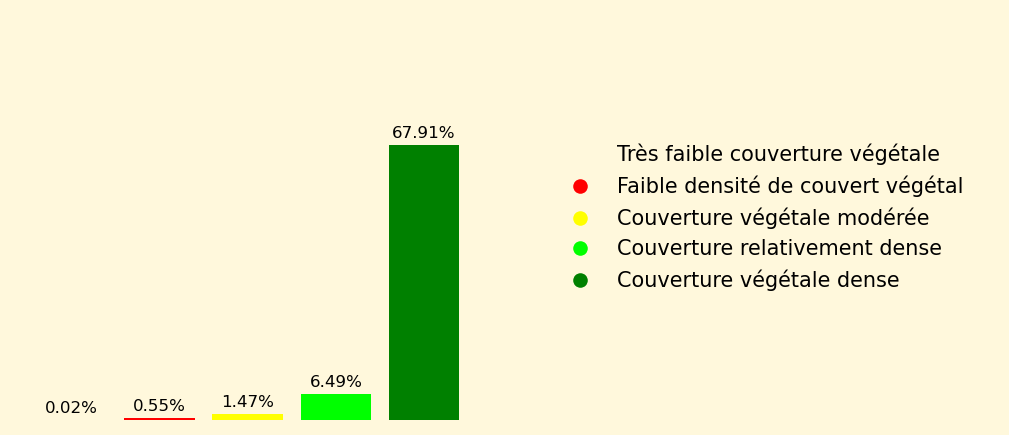 67.91%
6.49%
1.47%
0.55%
0.02%
Très faible couverture végétale
Faible densité de couvert végétal
Couverture végétale modérée
Couverture relativement dense
Couverture végétale dense